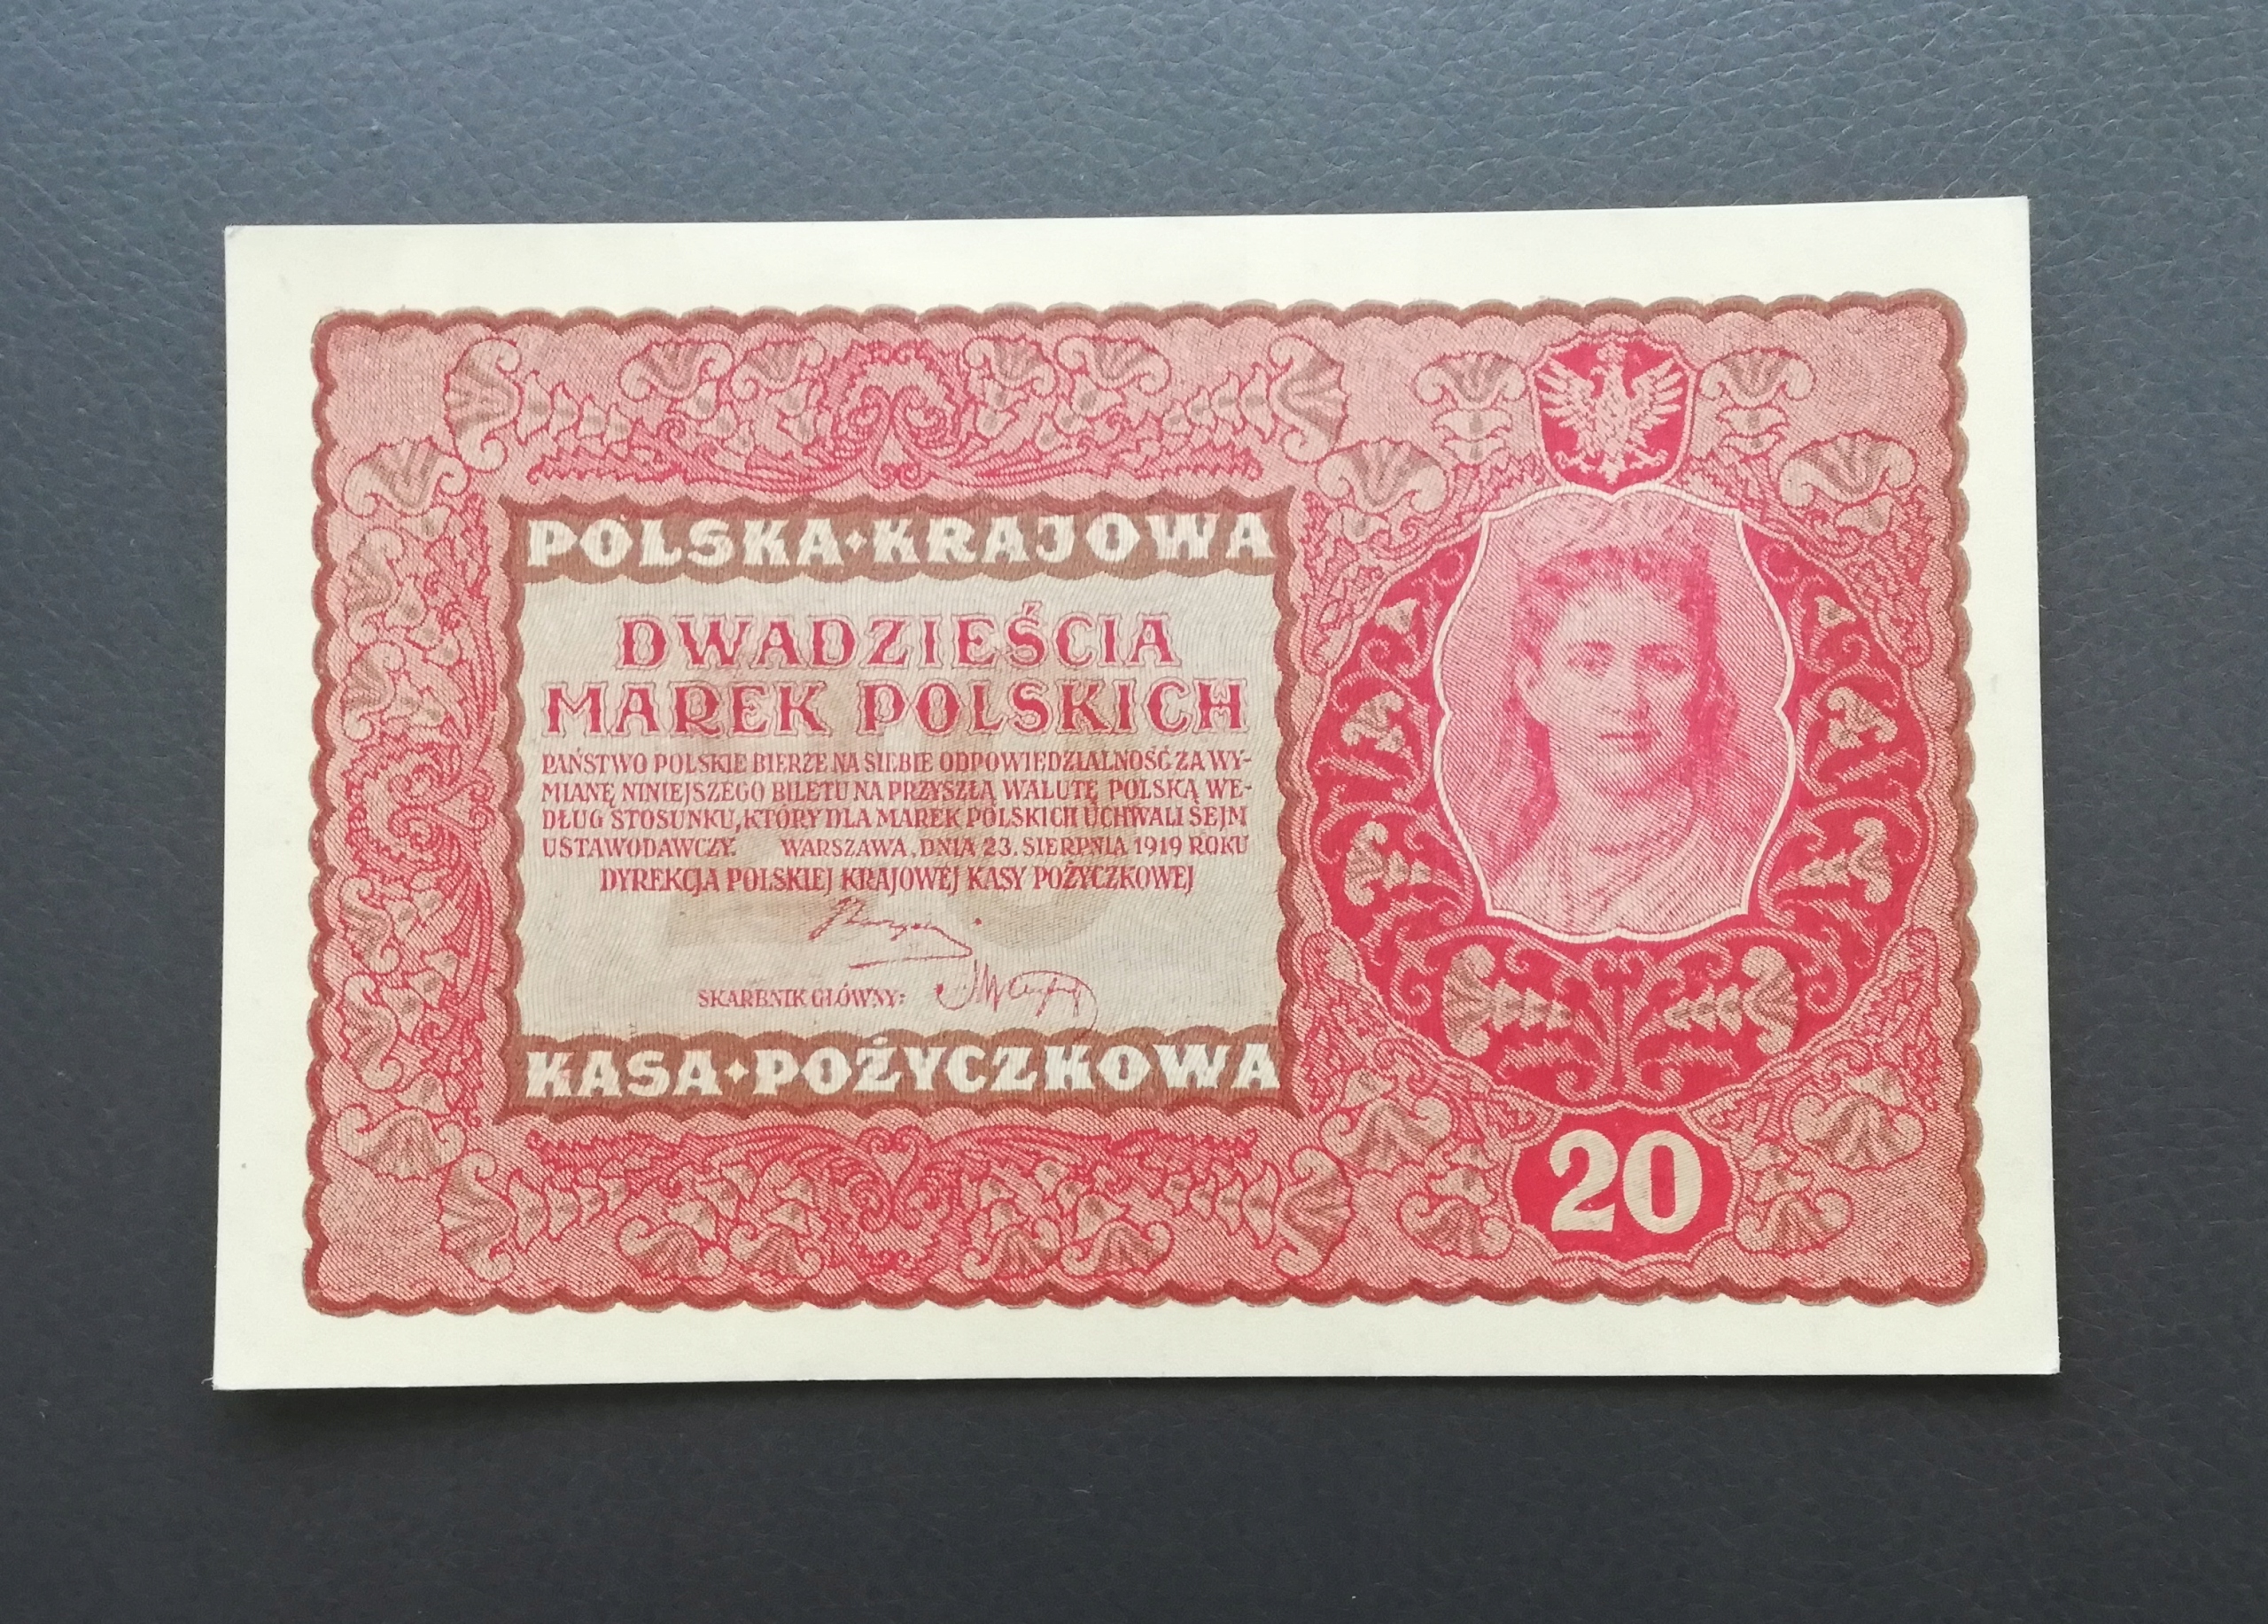 POLSKA·KRAJOWA
DWADZIEŚCIA
MAREK POLSKICH
PAŃSTWO POLSKIE BIERZE NA SIEBIE ODPOWIEDZIALNOŚĆ ZA WY-
MIANĘ NINIEJSZEGO BILETU NA PRZYSZŁĄ WALUTĘ POLSKĄ WE-
DŁUG STOSUNKU, KTÓRY DLA MAREK POLSKICH UCHWALI SEJM
USTAWODAWCZY. WARSZAWA, DNIA 23. SIERPNIA 1919 ROKU
DYREKCJA POLSKIEJ KRAJOWEJ KASY POŻYCZKOWEJ
SKARBNIK GŁÓWNY:
KASA·POŻYCZKOWA
20